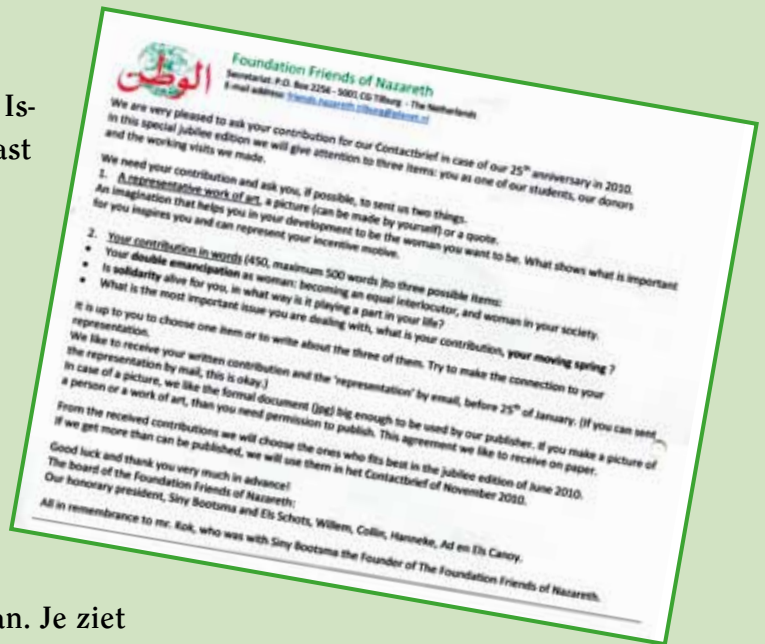 Is-
ast
الوطن
Foundation Friends of Nazareth
Secretariat: P.O. Box 2256 - 5001 CG Tilburg - The Netherlands
E-mail address: friends.nazareth.tilburg@planet.nl
We are very pleased to ask your contribution for our Contactbrief in case of our 25th anniversary in 2010.
In this special jubilee edition we will give attention to three items: you as one of our students, our donors
and the working visits we made.
We need your contribution and ask you, if possible, to sent us two things.
1. A representative work of art, a picture (can be made by yourself) or a quote.
An imagination that helps you in your development to be the woman you want to be. What shows what is important
for you inspires you and can represent your incentive motive.
2. Your contribution in words (450, maximum 500 words )to three possible items:
• Your double emancipation as woman: becoming an equal interlocutor, and woman in your society.
• Is solidarity alive for you, in what way is it playing a part in your life?
• What is the most important issue you are dealing with, what is your contribution, your moving spring ?
It is up to you to choose one item or to write about the three of them. Try to make the connection to your
representation.
We like to receive your written contribution and the 'representation' by email, before 25th of January. (If you can sent
the representation by mail, this is okay.)
In case of a picture, we like the formal document (jpg) big enough to be used by our publisher. If you make a picture of
a person or a work of art, than you need permission to publish. This agreement we like to receive on paper.
From the received contributions we will choose the ones who fits best in the jubilee edition of June 2010.
If we get more than can be published, we will use them in het Contactbrief of November 2010.
Good luck and thank you very much in advance!
The board of the Foundation Friends of Nazareth:
Our honorary president, Siny Bootsma and Els Schots, Willem, Collin, Hanneke, Ad en Els Canoy.
All in remembrance to mr. Kok, who was with Siny Bootsma the Founder of The Foundation Friends of Nazareth.
an. Je ziet